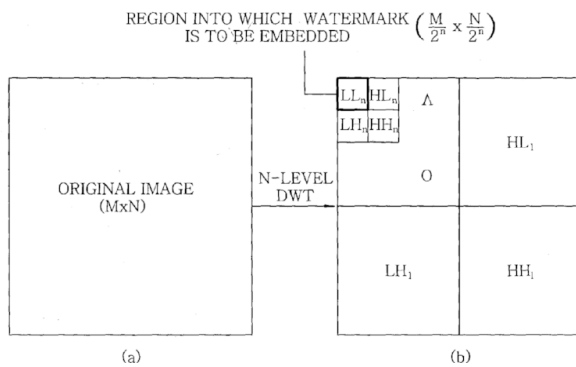 REGION INTO WHICH WATERMARK (M/2ⁿ x N/2ⁿ)
IS TO BE EMBEDDED
LLₙ HLₙ Λ
LHₙ HHₙ
HL₁
ORIGINAL IMAGE
(MxN)
N-LEVEL
DWT
O
LH₁ HH₁
(a) (b)